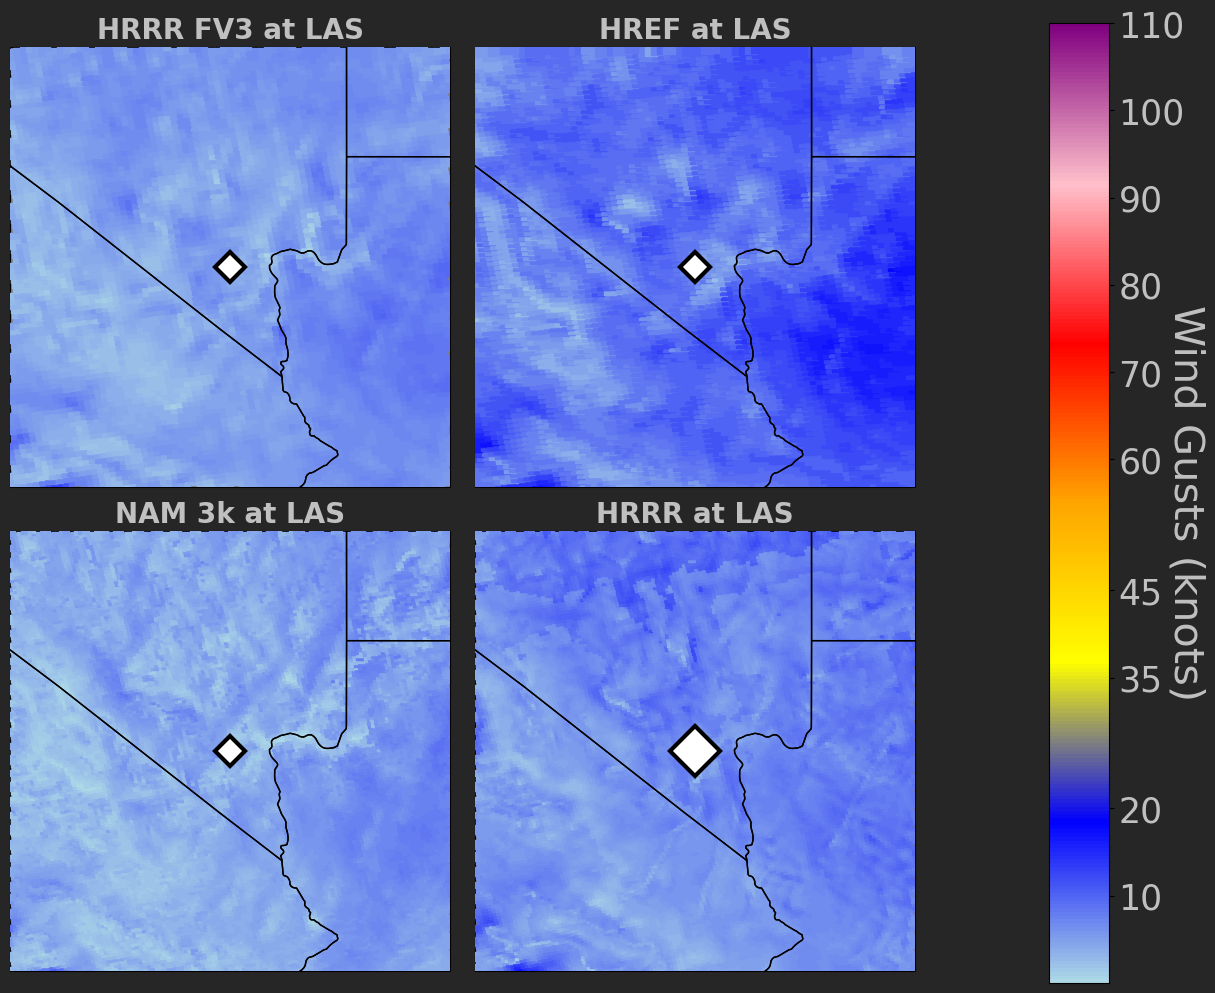 HRRR FV3 at LAS
HREF at LAS
NAM 3k at LAS
HRRR at LAS
110
100
90
80
70
60
45
35
20
10
Wind Gusts (knots)